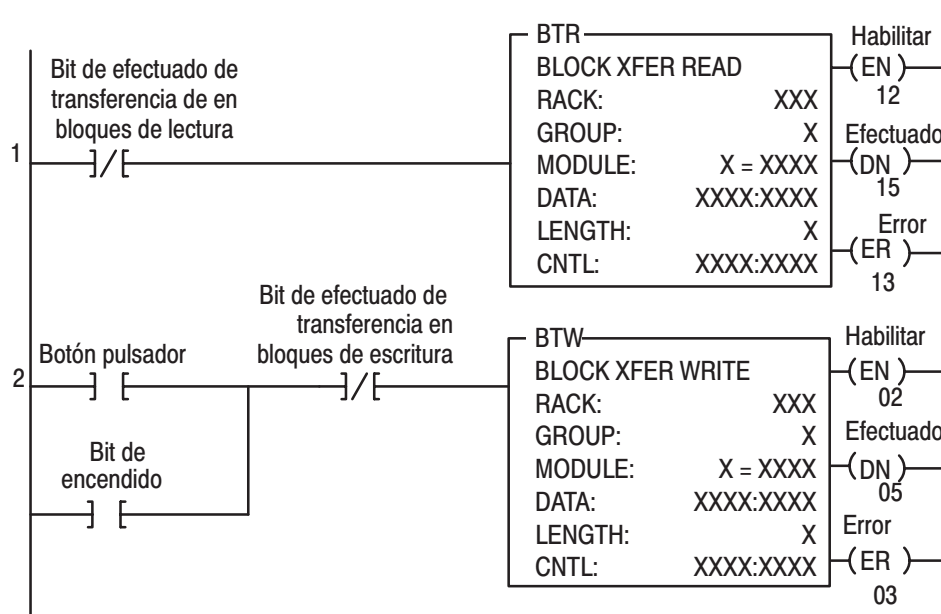 Bit de efectuado de
transferencia de en
bloques de lectura
1
BTR
BLOCK XFER READ
RACK: XXX
GROUP: X
MODULE: X = XXXX
DATA: XXXX:XXXX
LENGTH: X
CNTL: XXXX:XXXX
Habilitar
(EN)
12
Efectuado
(DN)
15
Error
(ER)
13
2
Botón pulsador
Bit de
encendido
Bit de efectuado de
transferencia en
bloques de escritura
BTW
BLOCK XFER WRITE
RACK: XXX
GROUP: X
MODULE: X = XXXX
DATA: XXXX:XXXX
LENGTH: X
CNTL: XXXX:XXXX
Habilitar
(EN)
02
Efectuado
(DN)
05
Error
(ER)
03